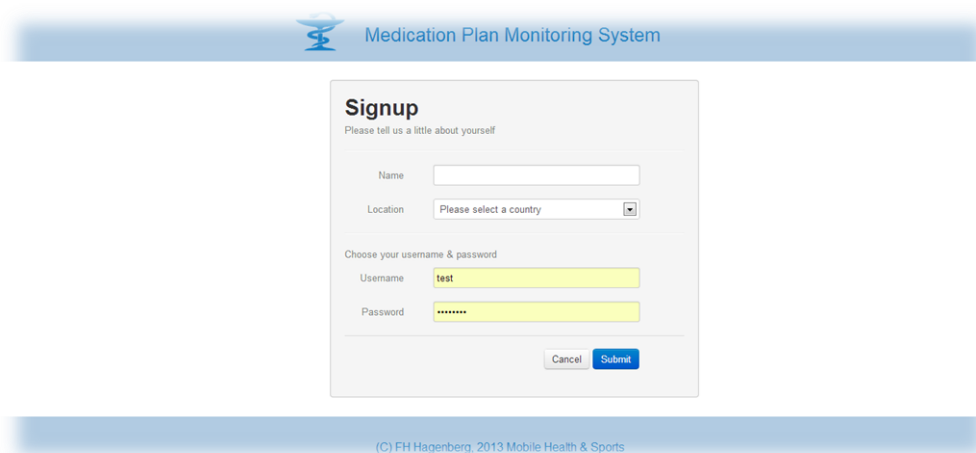 Medication Plan Monitoring System
Signup
Please tell us a little about yourself
Name
Location Please select a country
Choose your username & password
Username test
Password ••••••••
Cancel Submit
(C) FH Hagenberg, 2013 Mobile Health & Sports